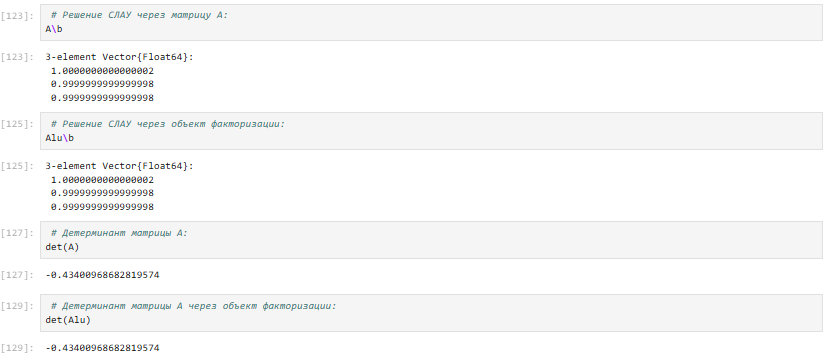 [123]: # Решение СЛАУ через матрицу A:
A\b
[123]: 3-element Vector{Float64}:
1.0000000000000002
0.9999999999999998
0.9999999999999998
[125]: # Решение СЛАУ через объект факторизации:
Alu\b
[125]: 3-element Vector{Float64}:
1.0000000000000002
0.9999999999999998
0.9999999999999998
[127]: # Детерминант матрицы A:
det(A)
[127]: -0.43400968682819574
[129]: # Детерминант матрицы A через объект факторизации:
det(Alu)
[129]: -0.43400968682819574